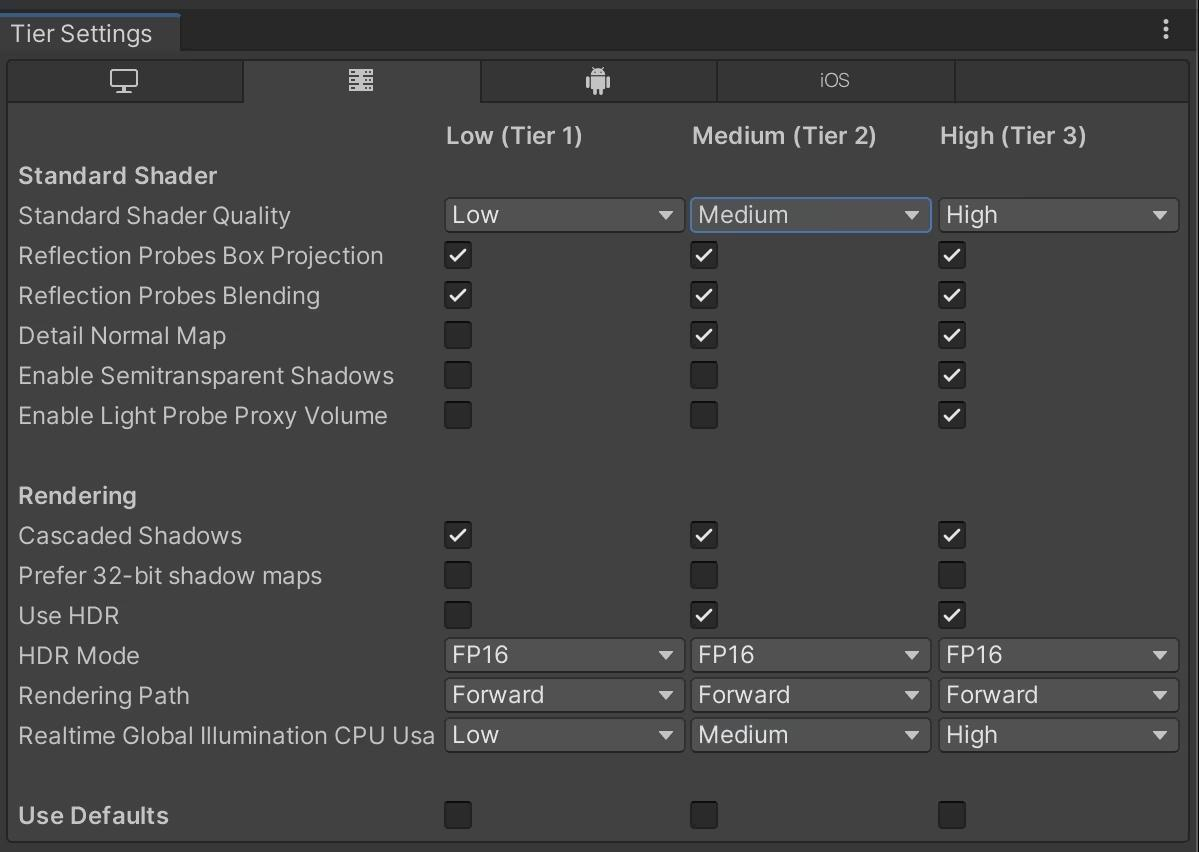 Tier Settings
iOS
Low (Tier 1) Medium (Tier 2) High (Tier 3)
Standard Shader
Standard Shader Quality Low Medium High
Reflection Probes Box Projection
Reflection Probes Blending
Detail Normal Map
Enable Semitransparent Shadows
Enable Light Probe Proxy Volume
Rendering
Cascaded Shadows
Prefer 32-bit shadow maps
Use HDR
HDR Mode FP16 FP16 FP16
Rendering Path Forward Forward Forward
Realtime Global Illumination CPU Usa Low Medium High
Use Defaults